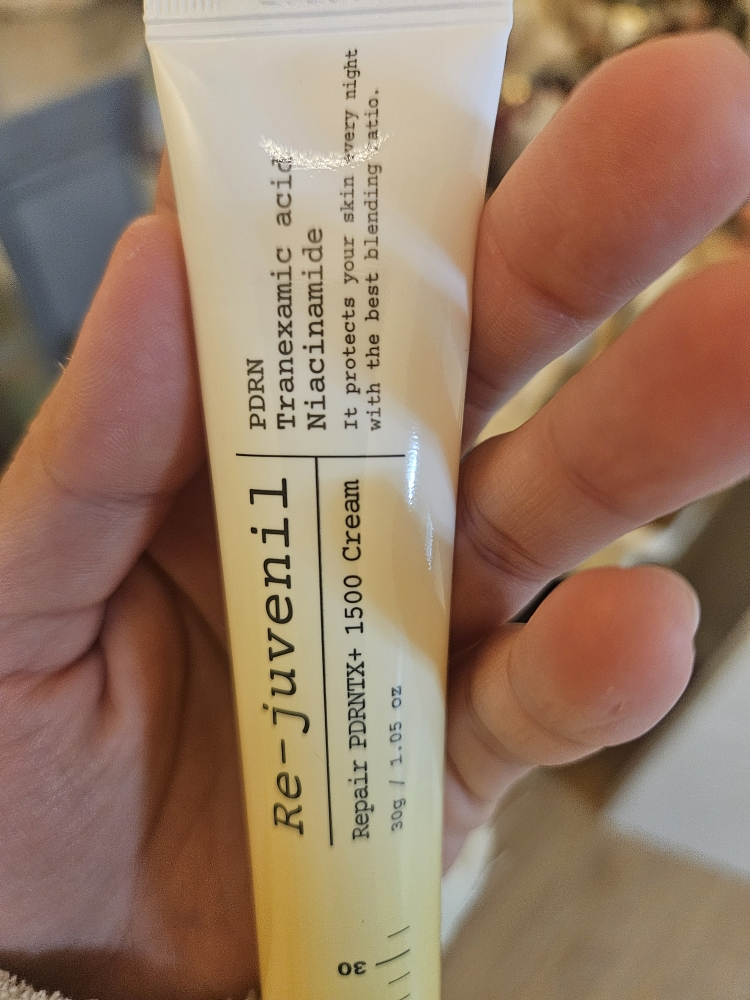 Re-juvenil
Repair PDRNTX+ 1500 Cream
30g / 1.05 oz
PDRN
Tranexamic acid
Niacinamide
It protects your skin every night
with the best blending ratio.
30